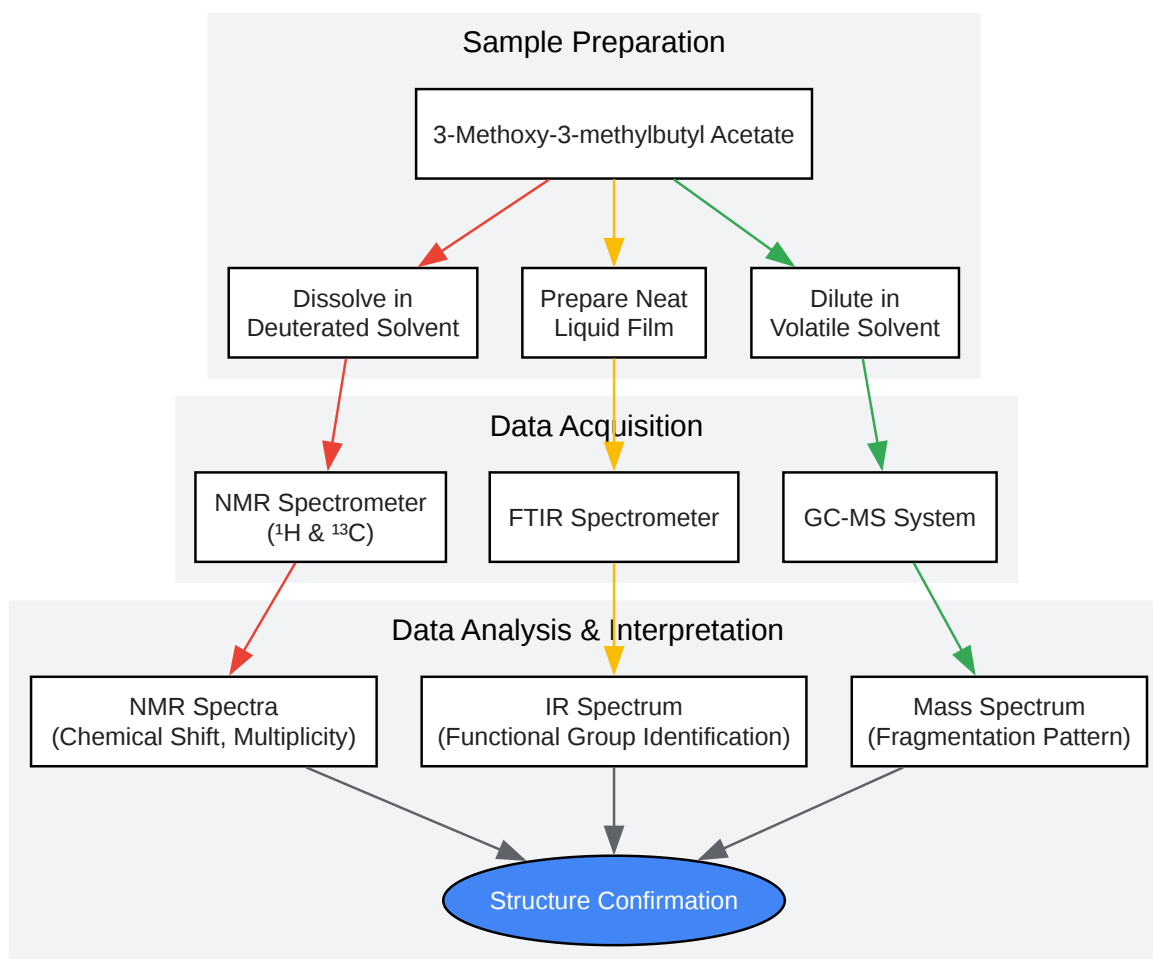 Sample Preparation
3-Methoxy-3-methylbutyl Acetate
Dissolve in
Deuterated Solvent
Prepare Neat
Liquid Film
Dilute in
Volatile Solvent
Data Acquisition
NMR Spectrometer
(¹H & ¹³C)
FTIR Spectrometer
GC-MS System
Data Analysis & Interpretation
NMR Spectra
(Chemical Shift, Multiplicity)
IR Spectrum
(Functional Group Identification)
Mass Spectrum
(Fragmentation Pattern)
Structure Confirmation